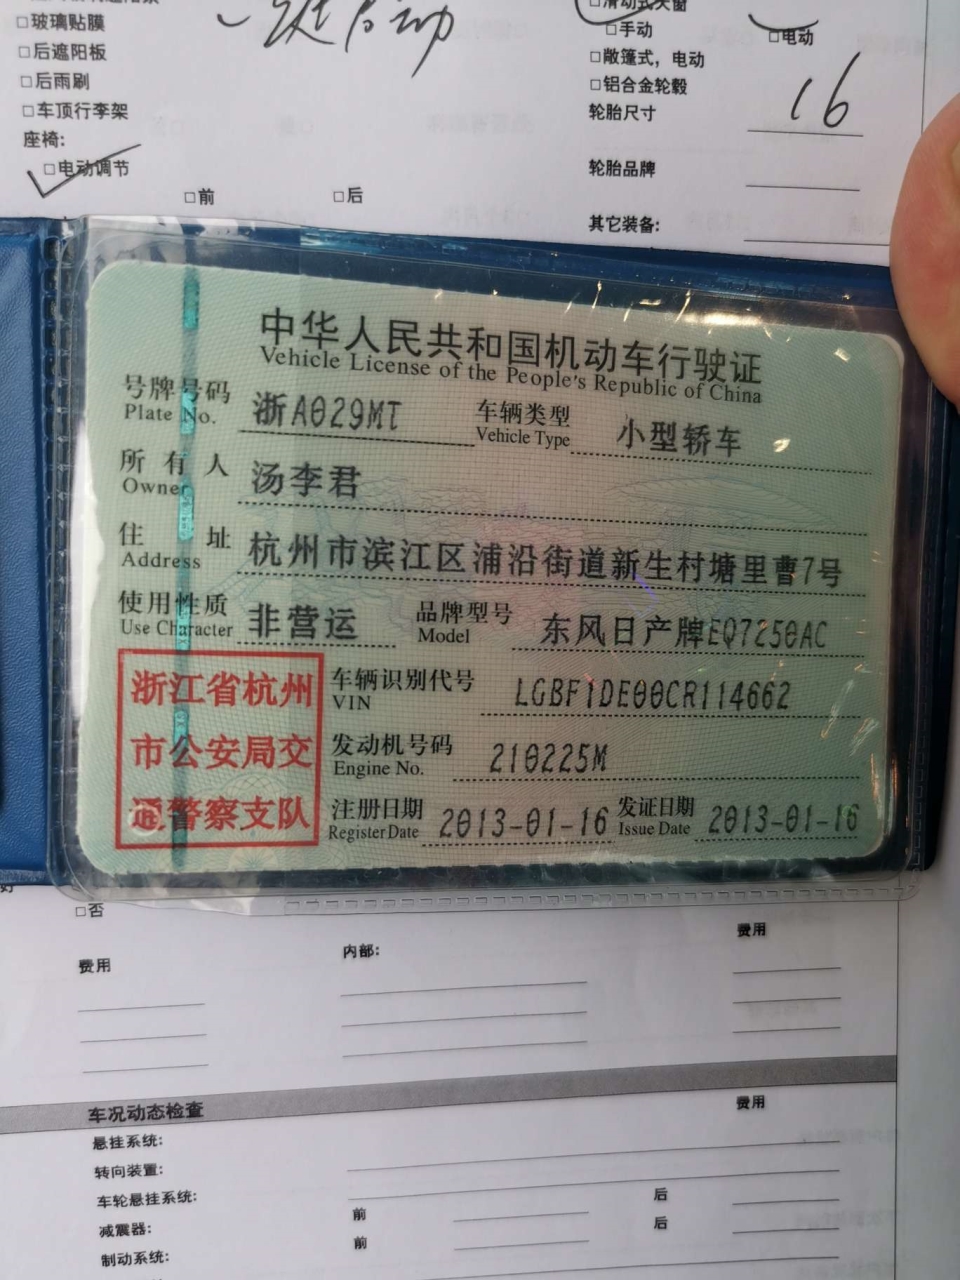 □玻璃贴膜
□后遮阳板
□后雨刷
□车顶行李架
座椅:
□电动调节
□前 □后
□滑动式天窗
□手动 □电动
□敞篷式，电动
□铝合金轮毂
轮胎尺寸 16
轮胎品牌
其它装备:
中华人民共和国机动车行驶证
Vehicle License of the People's Republic of China
号牌号码 浙A029MT 车辆类型 小型轿车
Plate No. Vehicle Type
所有人 汤李君
Owner
住址 杭州市滨江区浦沿街道新生村塘里曹7号
Address
使用性质 非营运 品牌型号 东风日产牌EQ7250AC
Use Character Model
浙江省杭州
市公安局交
通警察支队
车辆识别代号 LGBF1DE00CR114662
VIN
发动机号码 210225M
Engine No.
注册日期 2013-01-16 发证日期 2013-01-16
Register Date Issue Date
□否
费用 内部: 费用
车况动态检查 费用
悬挂系统:
转向装置:
车轮悬挂系统: 后
减震器: 前 后
制动系统: 前